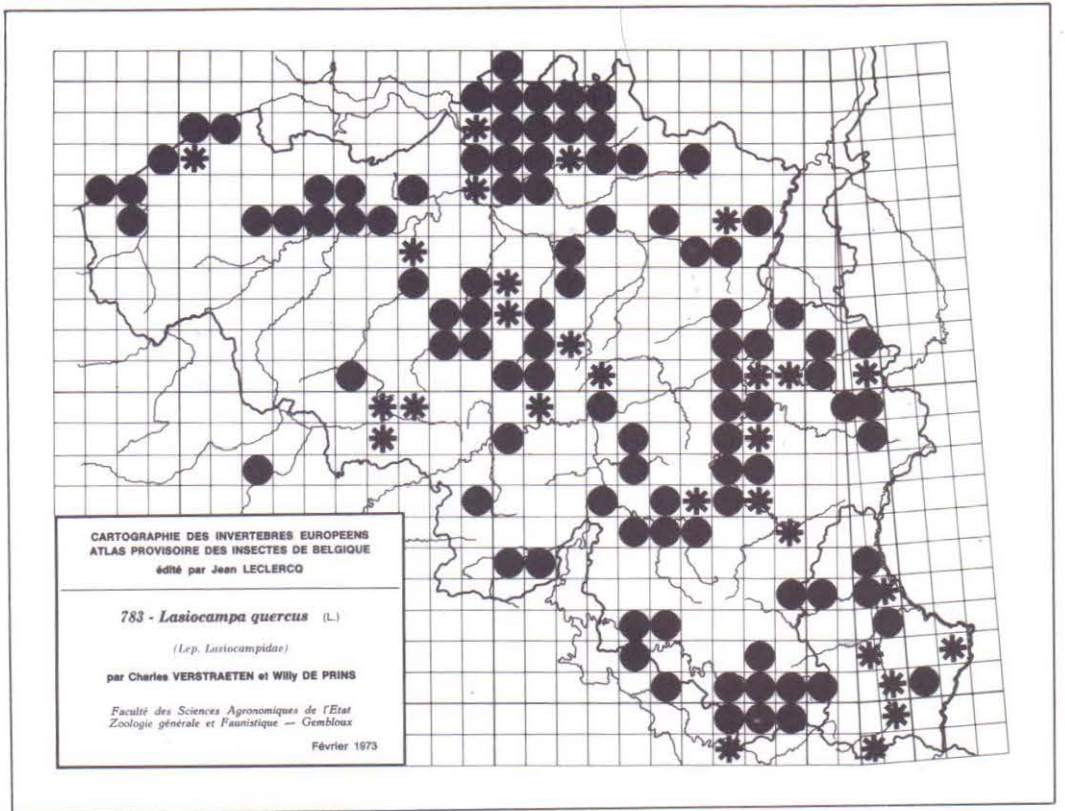 CARTOGRAPHIE DES INVERTEBRES EUROPEENS
ATLAS PROVISOIRE DES INSECTES DE BELGIQUE
édité par Jean LECLERCQ
783 - Lasiocampa quercus (L.)
(Lep. Lasiocampidae)
par Charles VERSTRAETEN et Willy DE PRINS
Faculté des Sciences Agronomiques de l'Etat
Zoologie générale et Faunistique — Gembloux
Février 1973